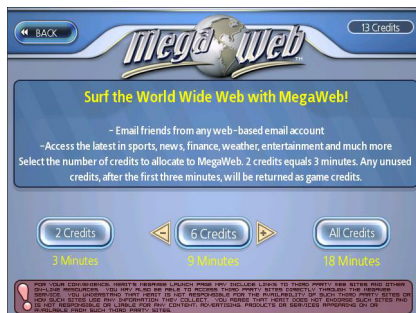 BACK
Mega Web™
13 Credits
Surf the World Wide Web with MegaWeb!
- Email friends from any web-based email account
-Access the latest in sports, news, finance, weather, entertainment and much more
Select the number of credits to allocate to MegaWeb. 2 credits equals 3 minutes. Any unused
credits, after the first three minutes, will be returned as game credits.
2 Credits
6 Credits
All Credits
3 Minutes
9 Minutes
18 Minutes
FOR YOUR CONVENIENCE, MERIT'S MEGAWEB LAUNCH PAGE MAY INCLUDE LINKS TO THIRD PARTY WEB SITES AND OTHER
ON-LINE RESOURCES. YOU MAY ALSO BE ABLE TO ACCESS THIRD PARTY SITES DIRECTLY THROUGH THE MEGAWEB
SERVICE. YOU UNDERSTAND THAT MERIT IS NOT RESPONSIBLE FOR THE AVAILABILITY OF SUCH THIRD PARTY SITES OR
HOW SUCH SITES USE ANY INFORMATION THEY COLLECT. YOU AGREE THAT MERIT DOES NOT ENDORSE SUCH SITES AND
IS NOT RESPONSIBLE OR LIABLE FOR ANY CONTENT, ADVERTISING PRODUCTS OR SERVICES APPEARING ON OR
AVAILABLE FROM SUCH THIRD PARTY SITES.